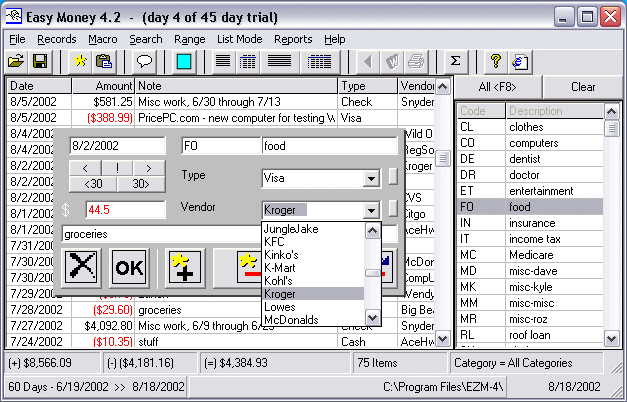 Easy Money 4.2 - (day 4 of 45 day trial)
File Records Macro Search Range List Mode Reports Help
Date Amount Note Type Vendor
8/5/2002 $581.25 Misc work, 6/30 through 7/13 Check Snyder
8/5/2002 ($388.99) PricePC.com - new computer for testing W Visa
8/4/2002
8/4/2002
8/4/2002 Kroger
8/2/2002
8/2/2002 CVS
8/1/2002 Citgo
8/1/2002 AceHw
7/31/2002
7/30/2002 McDo
7/30/2002 CompU
7/29/2002
7/28/2002 ($29.60) groceries Big Bea
7/27/2002 $4,092.80 Misc work, 6/9 through 6/2 Snyder
7/24/2002 ($10.35) stuff Cash AceHw
8/2/2002 FO food
< ! >
<30 30>
Type Visa
$ 44.5 Vendor Kroger
groceries
OK
JungleJake
KFC
Kinko's
K-Mart
Kohl's
Kroger
Lowes
McDonalds
All <F8> Clear
Code Description
CL clothes
CO computers
DE dentist
DR doctor
ET entertainment
FO food
IN insurance
IT income tax
MC Medicare
MD misc-dave
MK misc-kyle
MM misc-misc
MR misc-roz
RL roof loan
(+) $8,566.09 (-) ($4,181.16) (=) $4,384.93 75 Items Category = All Categories
60 Days - 6/19/2002 >> 8/18/2002 C:\Program Files\EZM-4\ 8/18/2002